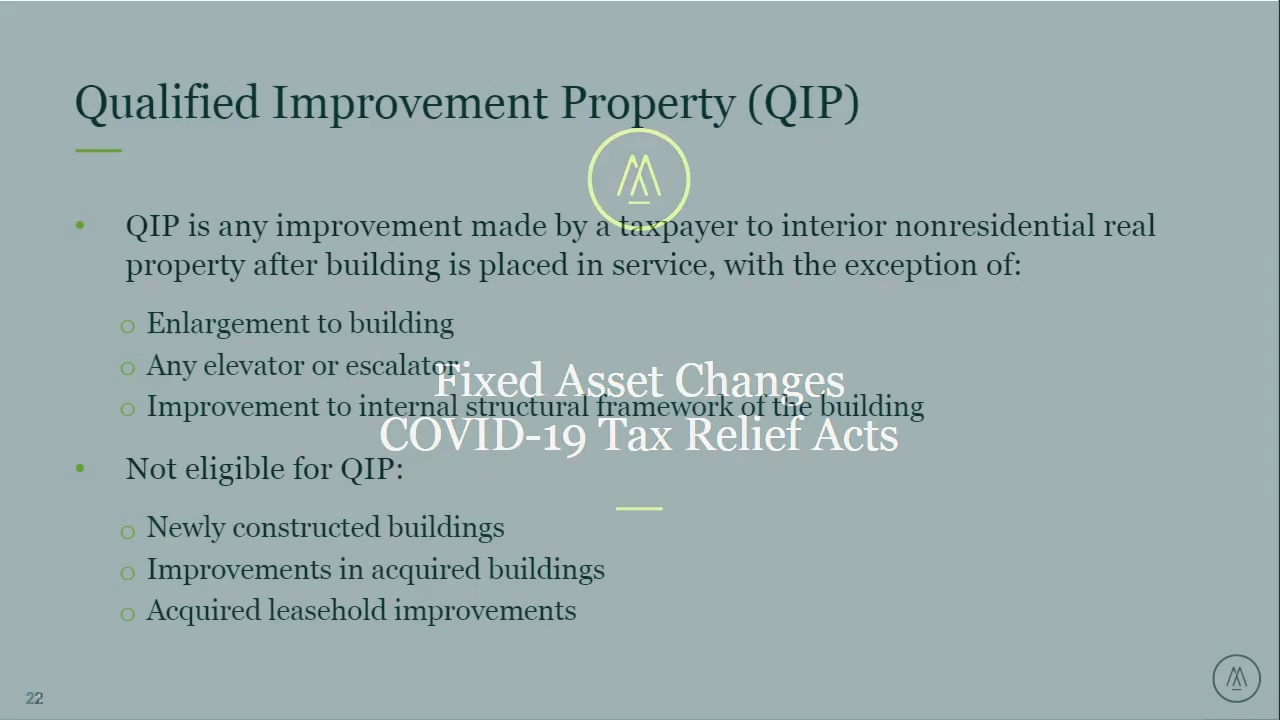 Qualified Improvement Property (QIP)
• QIP is any improvement made by a taxpayer to interior nonresidential real
property after building is placed in service, with the exception of:
o Enlargement to building
o Any elevator or escalator
o Improvement to internal structural framework of the building
• Not eligible for QIP:
o Newly constructed buildings
o Improvements in acquired buildings
o Acquired leasehold improvements
Fixed Asset Changes
COVID-19 Tax Relief Acts
22